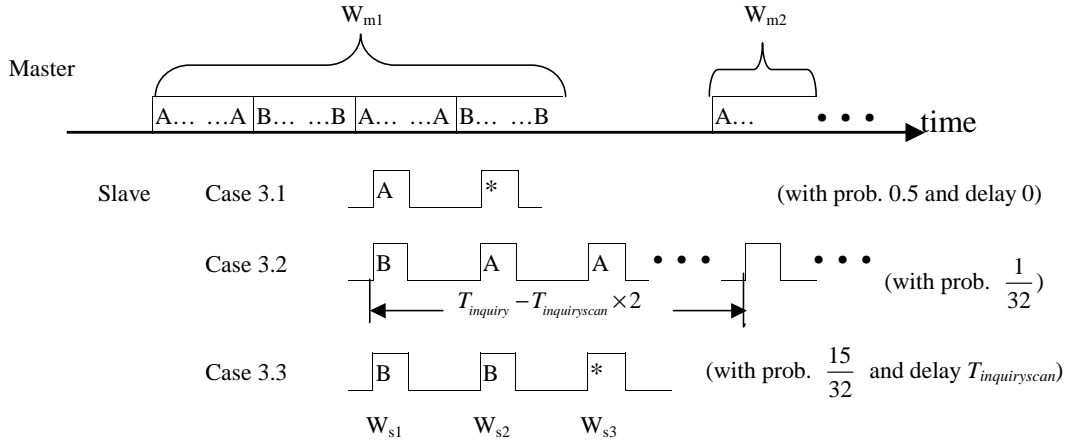 W_m1 W_m2
Master
A… …A B… …B A… …A B… …B A… • • •
time
Slave Case 3.1 A * (with prob. 0.5 and delay 0)
Case 3.2 B A A • • • • • • (with prob. 1/32)
T_inquiry − T_inquiryscan × 2
Case 3.3 B B * (with prob. 15/32 and delay T_inquiryscan)
W_s1 W_s2 W_s3